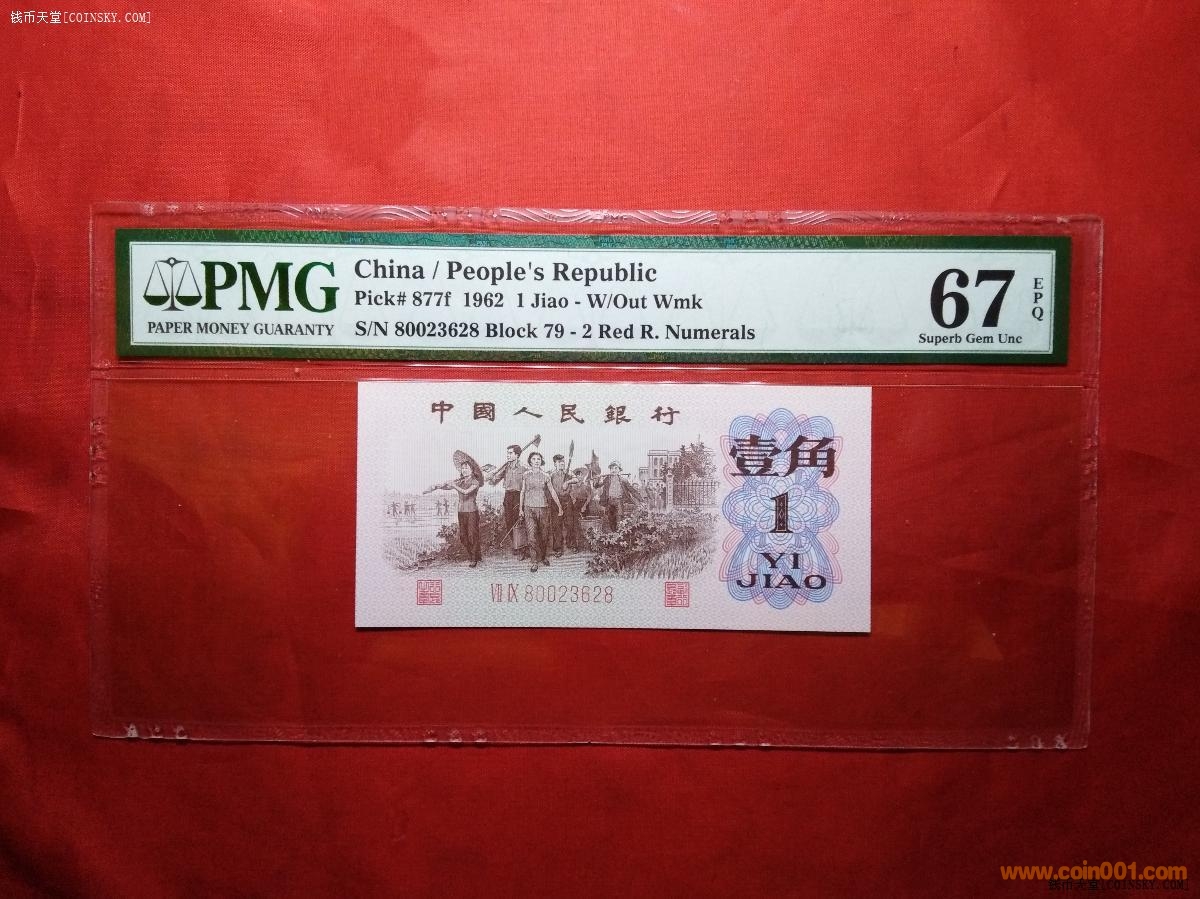 钱币天堂[COINSKY.COM]
PMG
PAPER MONEY GUARANTY
China / People's Republic
Pick# 877f 1962 1 Jiao - W/Out Wmk
S/N 80023628 Block 79 - 2 Red R. Numerals
67
EPQ
Superb Gem Unc
中國人民銀行
壹角
1
YI
JIAO
VII IX 80023628
www.coin001.com
钱币天堂[COINSKY.COM]